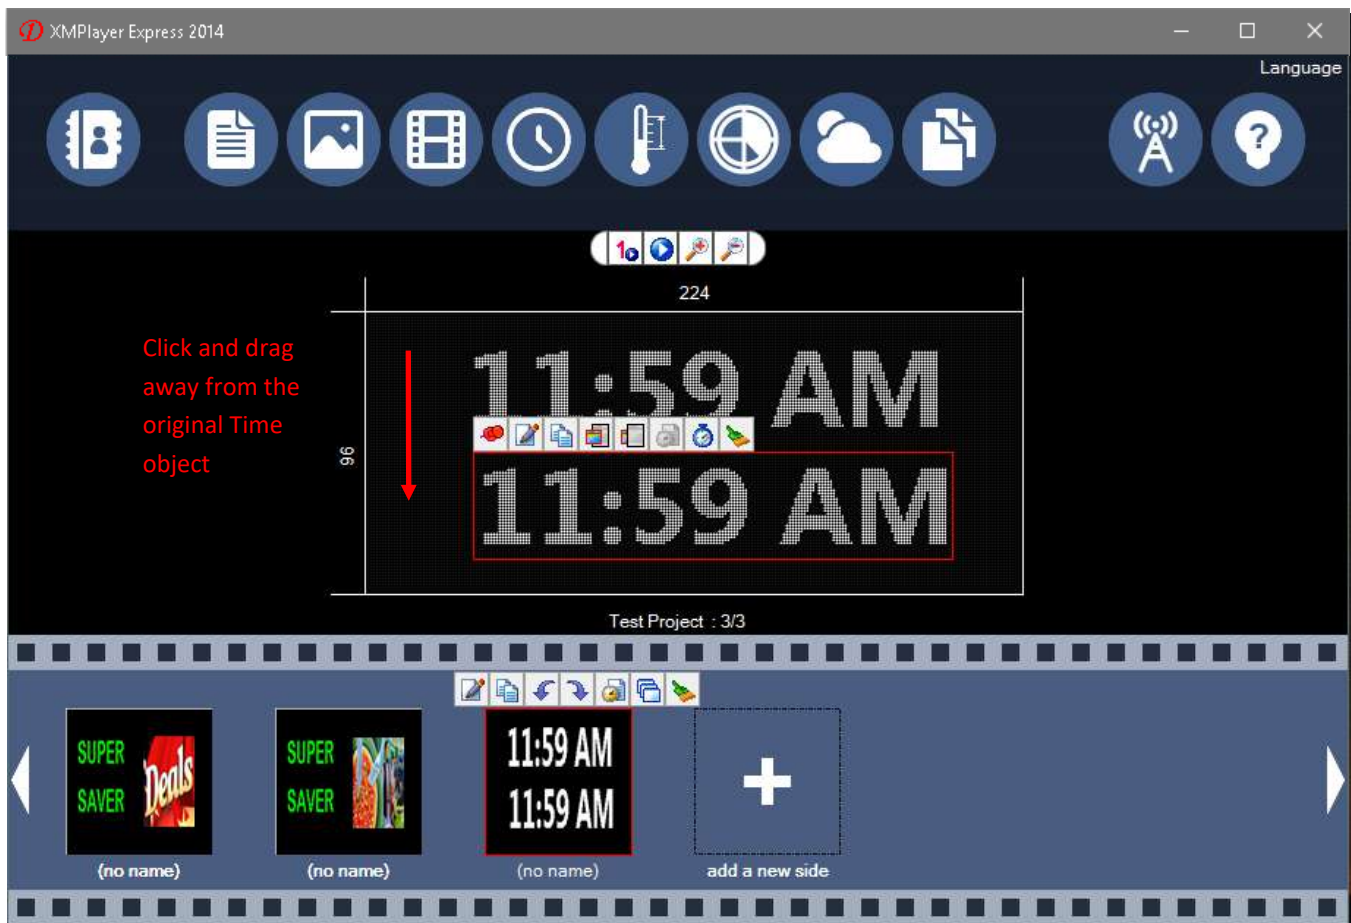 XMPlayer Express 2014
Language
224
Click and drag
away from the
original Time
object
96
11:59 AM
11:59 AM
Test Project : 3/3
SUPER
SAVER
Deals
(no name)
SUPER
SAVER
(no name)
11:59 AM
11:59 AM
(no name)
add a new side